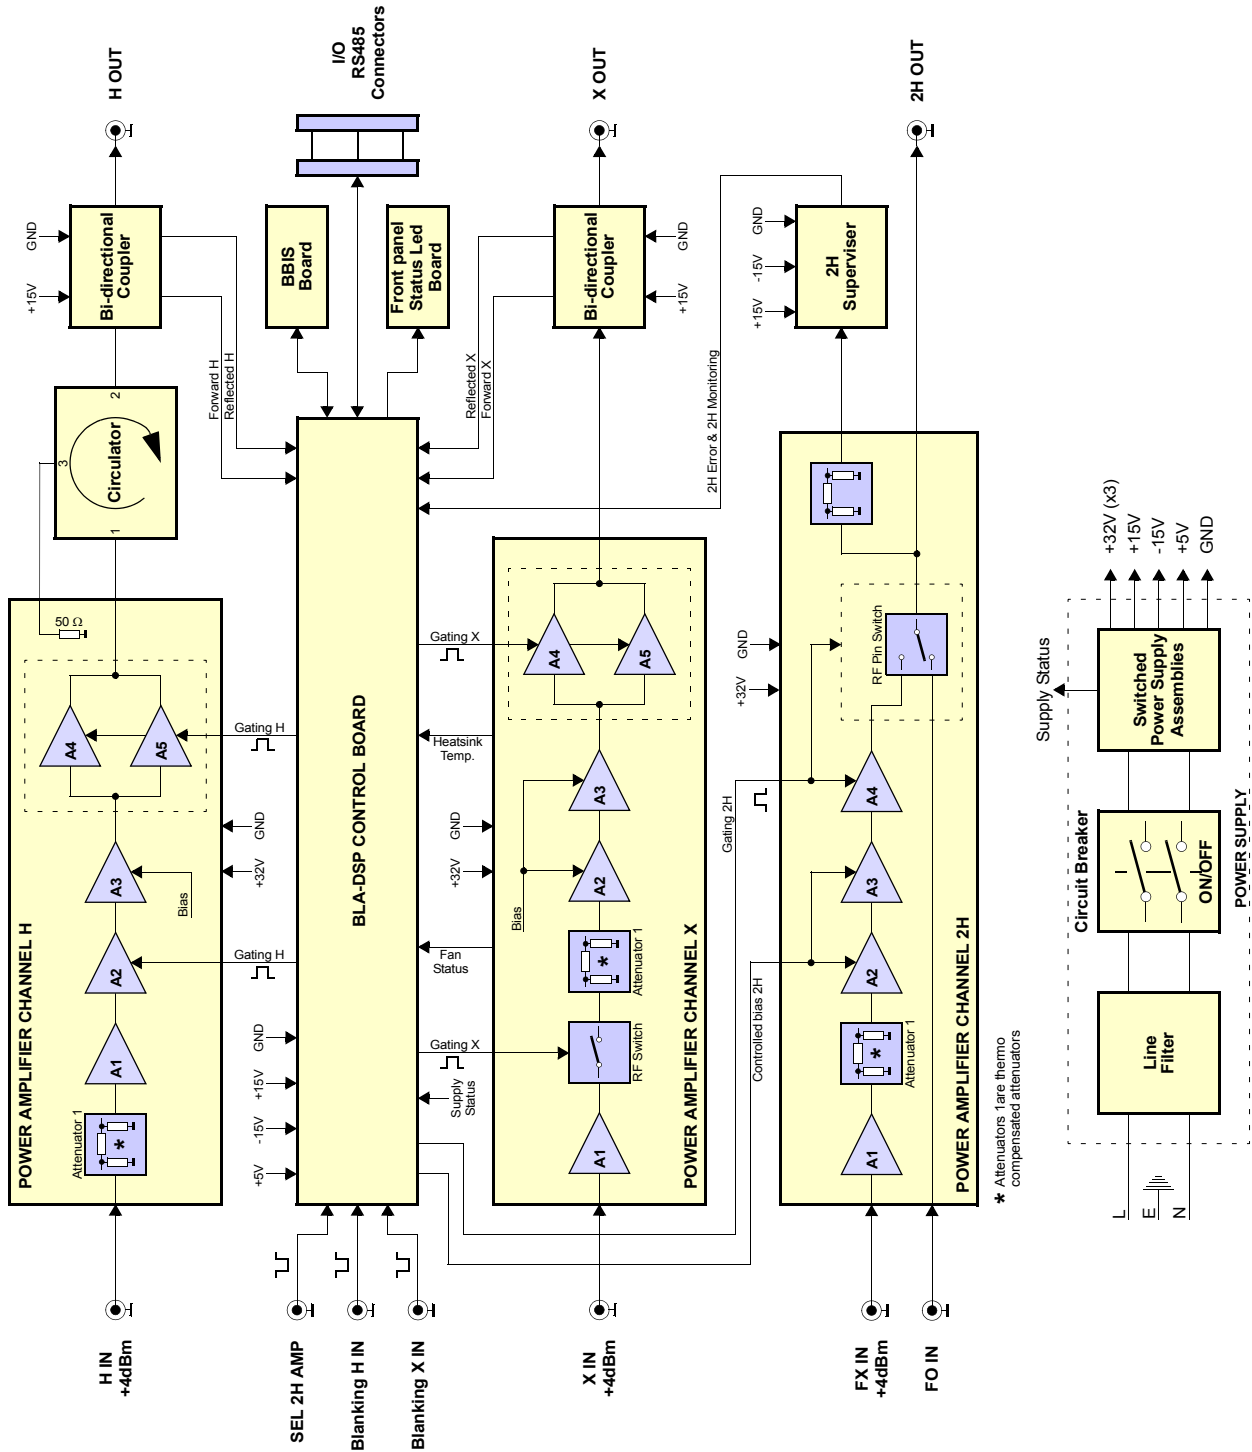 H IN
+4dBm
POWER AMPLIFIER CHANNEL H
Attenuator 1
*
A1
A2
A3
Bias
A4
A5
50 Ω
+32V
GND
Gating H
Gating H
1
2
3
Circulator
+15V
GND
Bi-directional
Coupler
H OUT
Forward H
Reflected H
SEL 2H AMP
Blanking H IN
Blanking X IN
+5V
-15V
+15V
GND
BLA-DSP CONTROL BOARD
Supply
Status
Gating X
Fan
Status
Heatsink
Temp.
Gating X
BBIS
Board
Front panel
Status Led
Board
I/O
RS485
Connectors
X IN
+4dBm
POWER AMPLIFIER CHANNEL X
A1
RF Switch
Attenuator 1
*
Bias
A2
A3
+32V
GND
A4
A5
Reflected X
Forward X
Bi-directional
Coupler
+15V
GND
X OUT
2H Error & 2H Monitoring
Controlled bias 2H
Gating 2H
FX IN
+4dBm
FO IN
POWER AMPLIFIER CHANNEL 2H
A1
Attenuator 1
*
A2
A3
A4
+32V
GND
RF Pin Switch
+15V
-15V
GND
2H
Superviser
2H OUT
* Attenuators 1are thermo
compensated attenuators
L
E
N
Line
Filter
Circuit Breaker
ON/OFF
POWER SUPPLY
Switched
Power Supply
Assemblies
Supply Status
+32V (x3)
+15V
-15V
+5V
GND